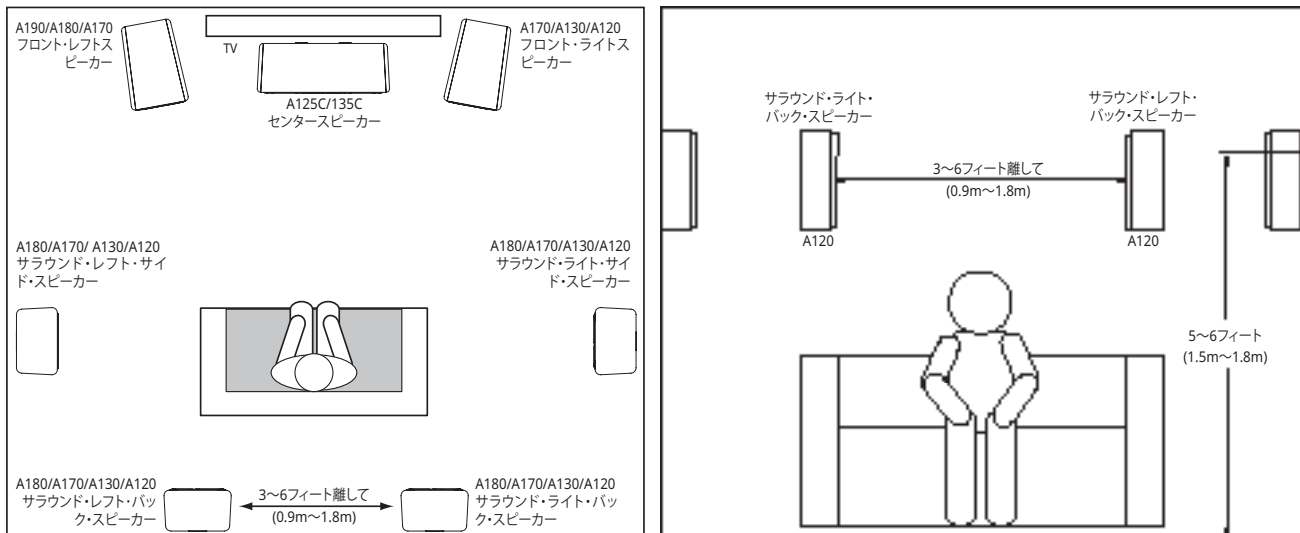 A190/A180/A170
フロント・レフトス
ピーカー
TV
A170/A130/A120
フロント・ライトス
ピーカー
A125C/135C
センタースピーカー
A180/A170/ A130/A120
サラウンド・レフト・サイ
ド・スピーカー
A180/A170/A130/A120
サラウンド・ライト・サイ
ド・スピーカー
A180/A170/A130/A120
サラウンド・レフト・バッ
ク・スピーカー
3～6フィート離して
(0.9m～1.8m)
A180/A170/A130/A120
サラウンド・ライト・バッ
ク・スピーカー
サラウンド・ライト・
バック・スピーカー
サラウンド・レフト・
バック・スピーカー
3～6フィート離して
(0.9m～1.8m)
A120
A120
5～6フィート
(1.5m～1.8m)